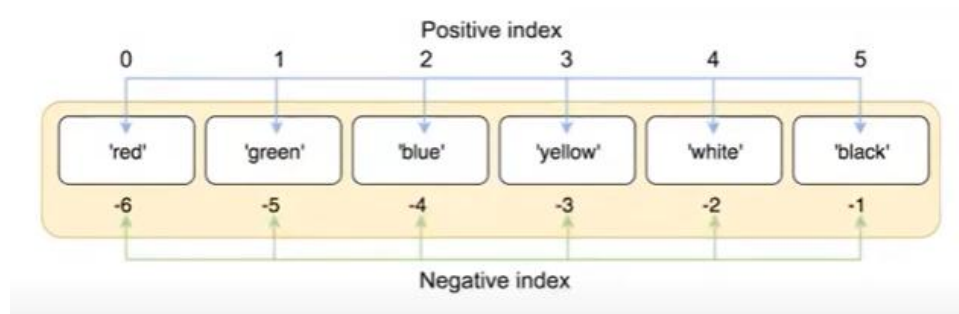 Positive index
0 1 2 3 4 5
'red' 'green' 'blue' 'yellow' 'white' 'black'
-6 -5 -4 -3 -2 -1
Negative index